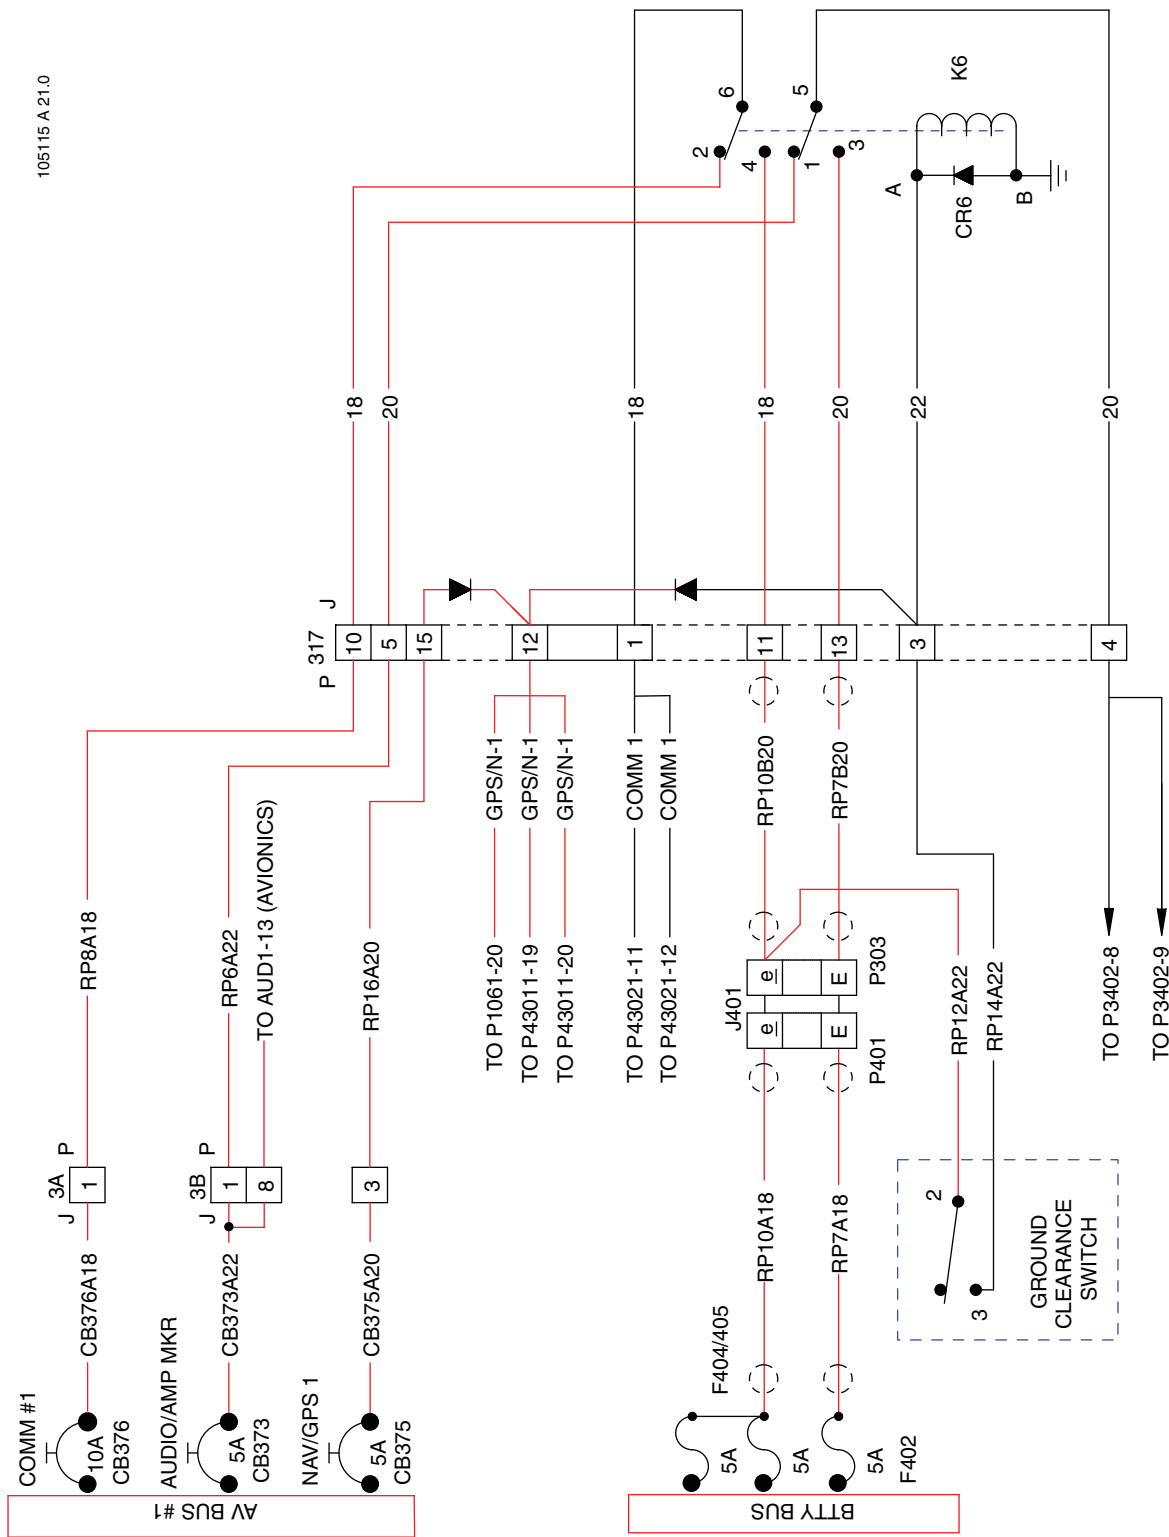 105115 A 21.0
COMM #1
10A
CB376
CB376A18
3A
J
P
1
RP8A18
AUDIO/AMP MKR
5A
CB373
CB373A22
3B
J
P
1
8
RP6A22
TO AUD1-13 (AVIONICS)
NAV/GPS 1
5A
CB375
CB375A20
3
RP16A20
AV BUS #1
317
P
J
10
5
15
12
1
11
13
3
4
18
20
18
18
20
22
20
TO P1061-20
GPS/N-1
TO P43011-19
GPS/N-1
TO P43011-20
GPS/N-1
TO P43021-11
COMM 1
TO P43021-12
COMM 1
BTTY BUS
F404/405
5A
5A
5A
F402
RP10A18
RP7A18
J401
P401
P303
e
e
E
E
RP10B20
RP7B20
RP12A22
RP14A22
2
3
GROUND
CLEARANCE
SWITCH
TO P3402-8
TO P3402-9
2
6
4
1
5
3
K6
A
CR6
B